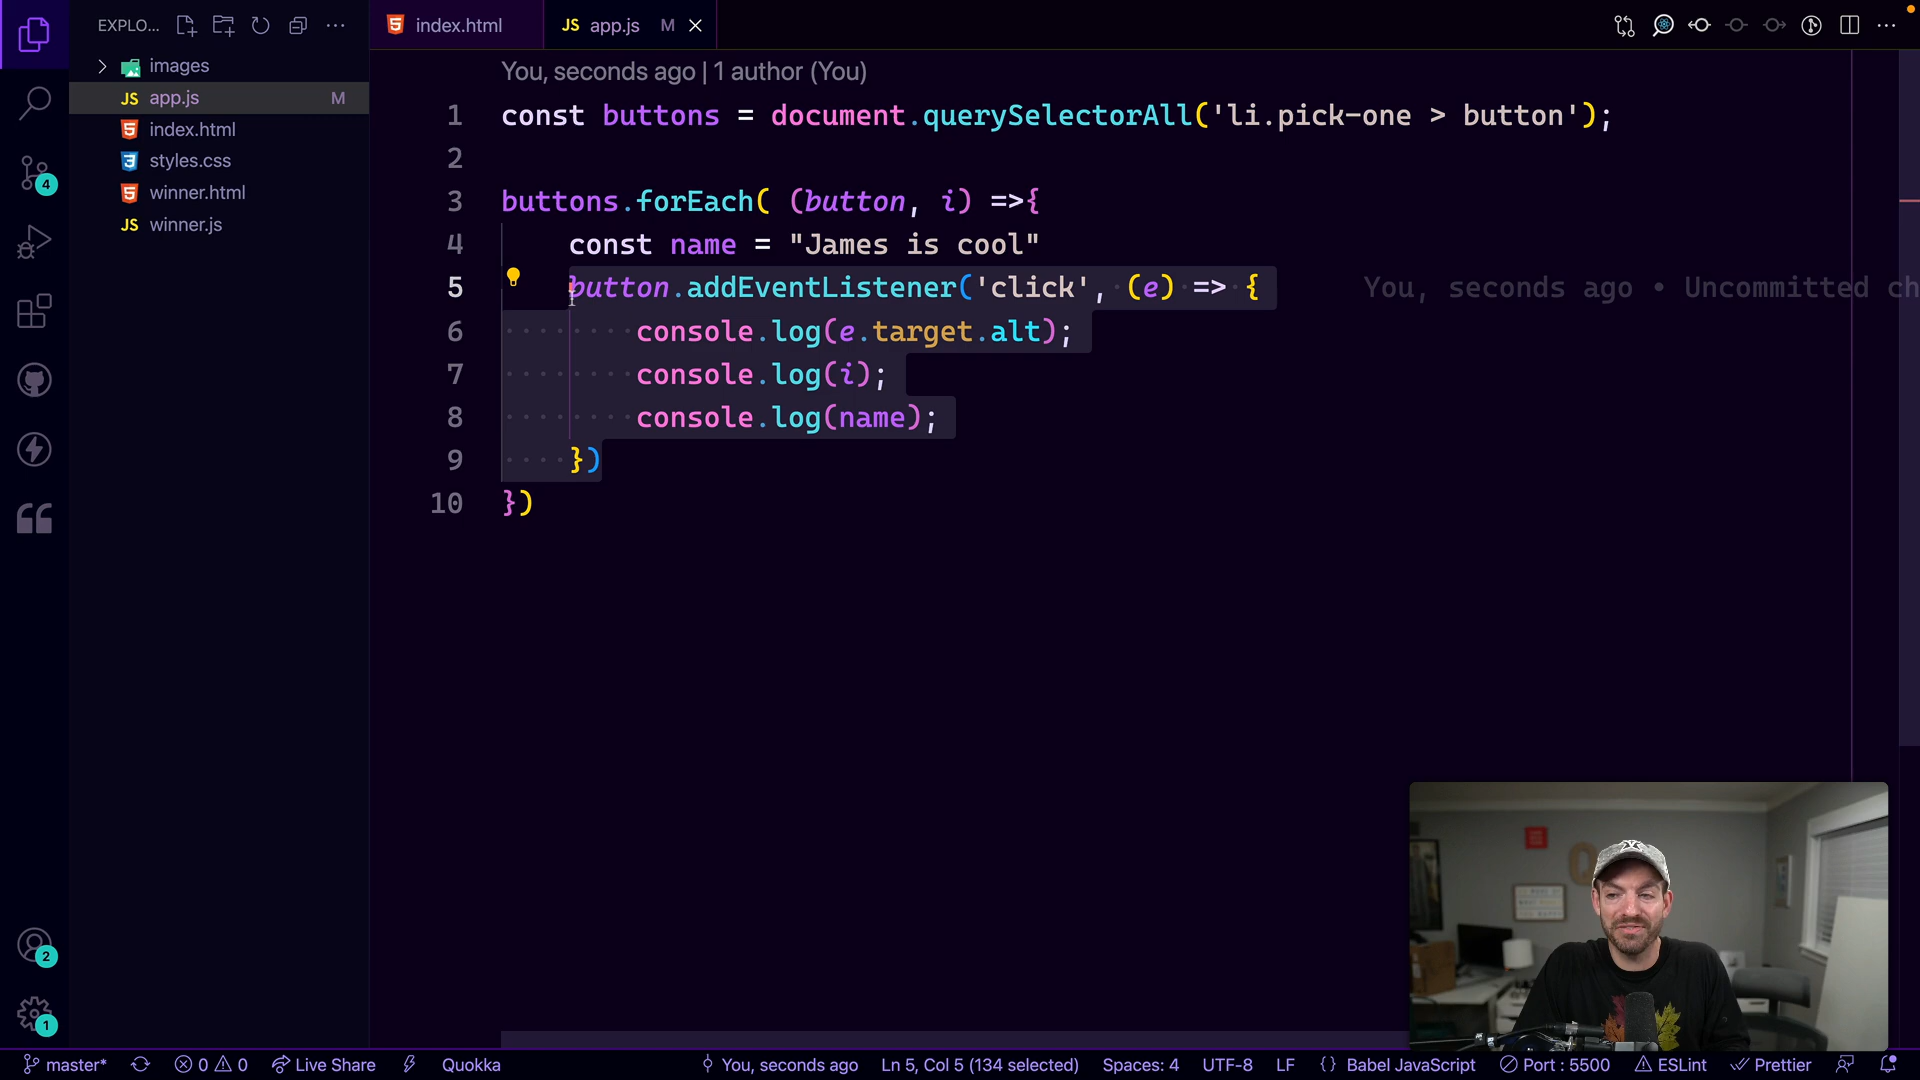 EXPLO...
index.html
JS app.js M
images
JS app.js M
index.html
styles.css
winner.html
JS winner.js
You, seconds ago | 1 author (You)
1 const buttons = document.querySelectorAll('li.pick-one > button');
2
3 buttons.forEach( (button, i) =>{
4 const name = "James is cool"
5 button.addEventListener('click', (e) => { You, seconds ago • Uncommitted ch
6 console.log(e.target.alt);
7 console.log(i);
8 console.log(name);
9 })
10 })
4
2
1
master* 0 0 Live Share Quokka You, seconds ago Ln 5, Col 5 (134 selected) Spaces: 4 UTF-8 LF {} Babel JavaScript Port : 5500 ESLint Prettier